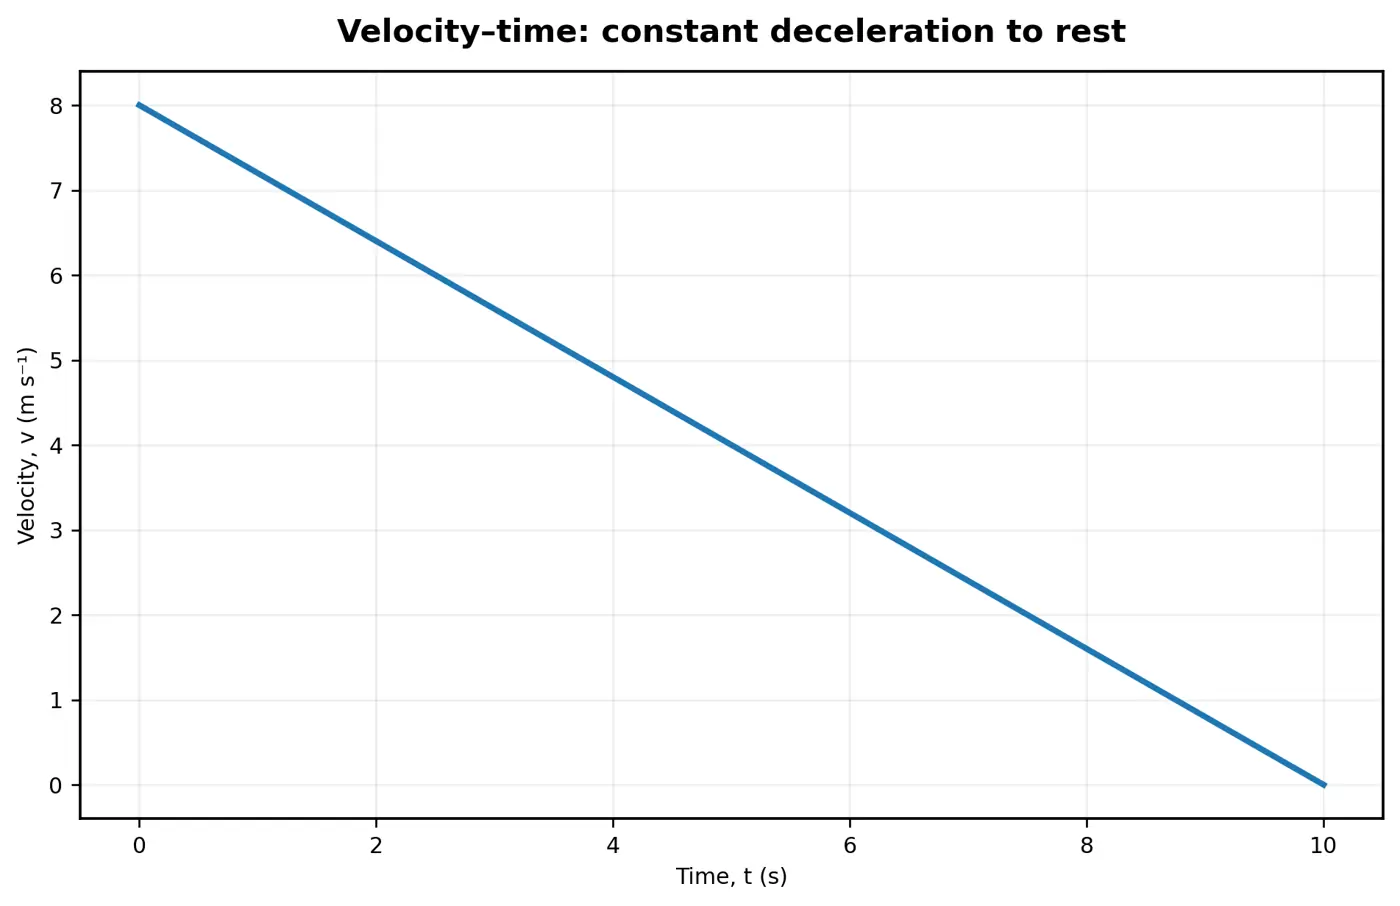 Velocity–time: constant deceleration to rest
Velocity, v (m s⁻¹)
8
7
6
5
4
3
2
1
0
0 2 4 6 8 10
Time, t (s)